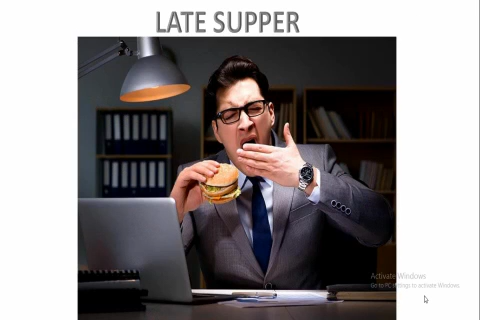 LATE SUPPER
Activate Windows
Go to PC settings to activate Windows.